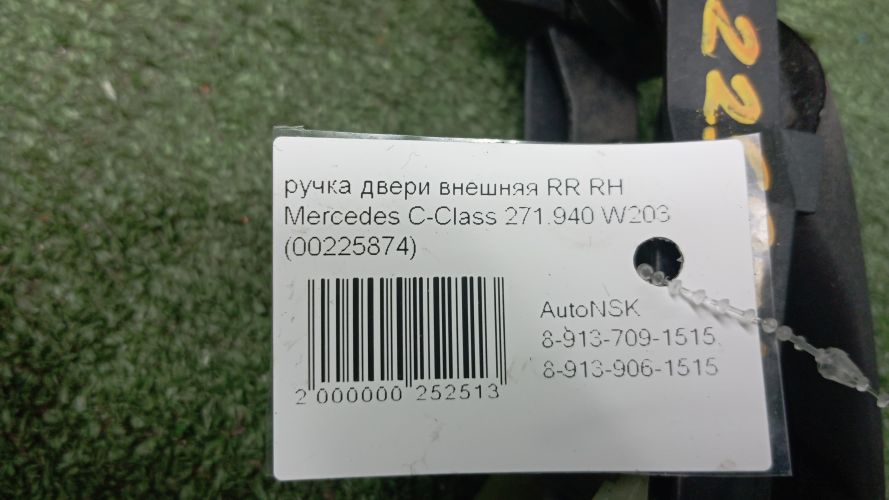 ручка двери внешняя RR RH
Mercedes C-Class 271.940 W203
(00225874)
AutoNSK
8-913-709-1515,
8-913-906-1515
2 000000 252513